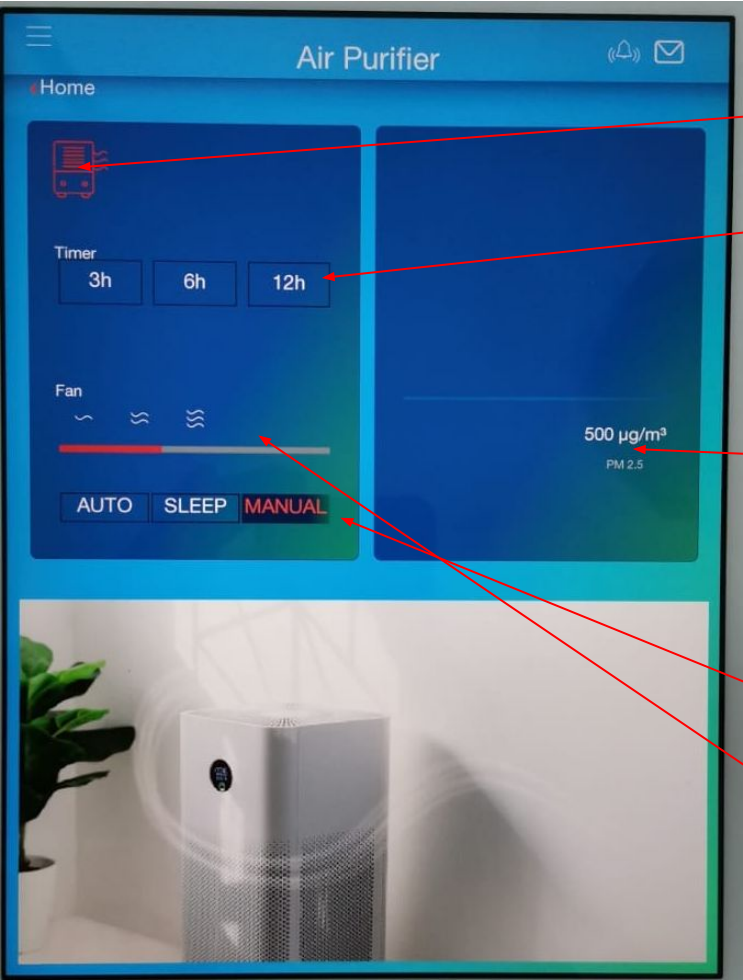 Air Purifier
Home
Timer
3h 6h 12h
Fan
AUTO SLEEP MANUAL
500 µg/m³
PM 2.5